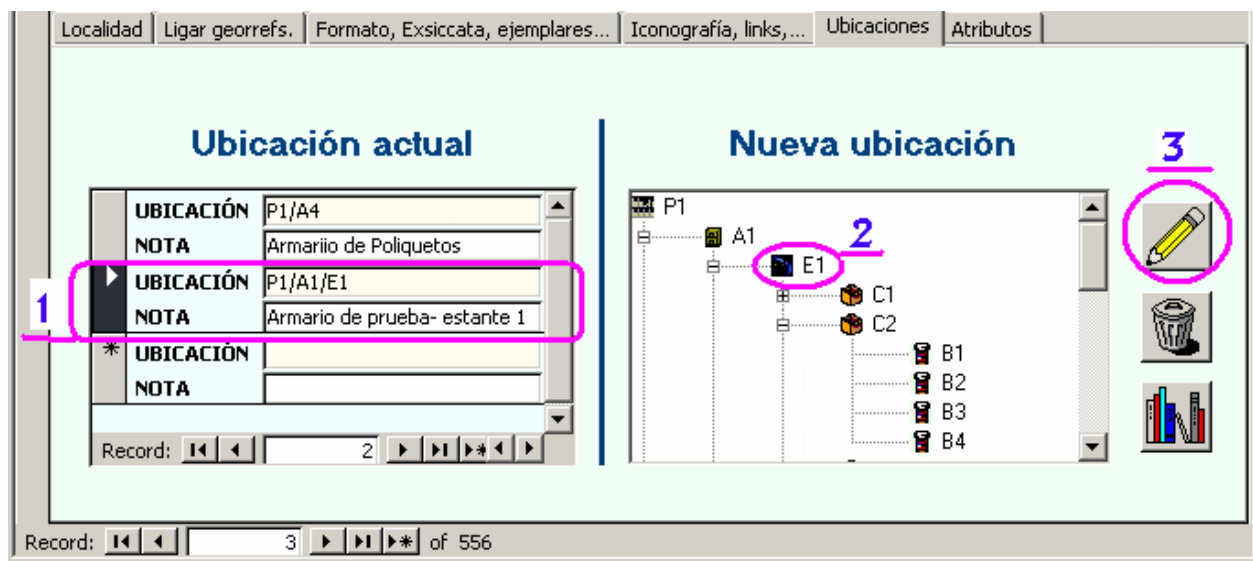 Localidad Ligar georrefs. Formato, Exsiccata, ejemplares... Iconografía, links,... Ubicaciones Atributos
Ubicación actual
Nueva ubicación
3
UBICACIÓN P1/A4
NOTA Armariio de Poliquetos
1
UBICACIÓN P1/A1/E1
NOTA Armario de prueba- estante 1
* UBICACIÓN
NOTA
Record: 2
P1
A1
2
E1
C1
C2
B1
B2
B3
B4
Record: 3 of 556